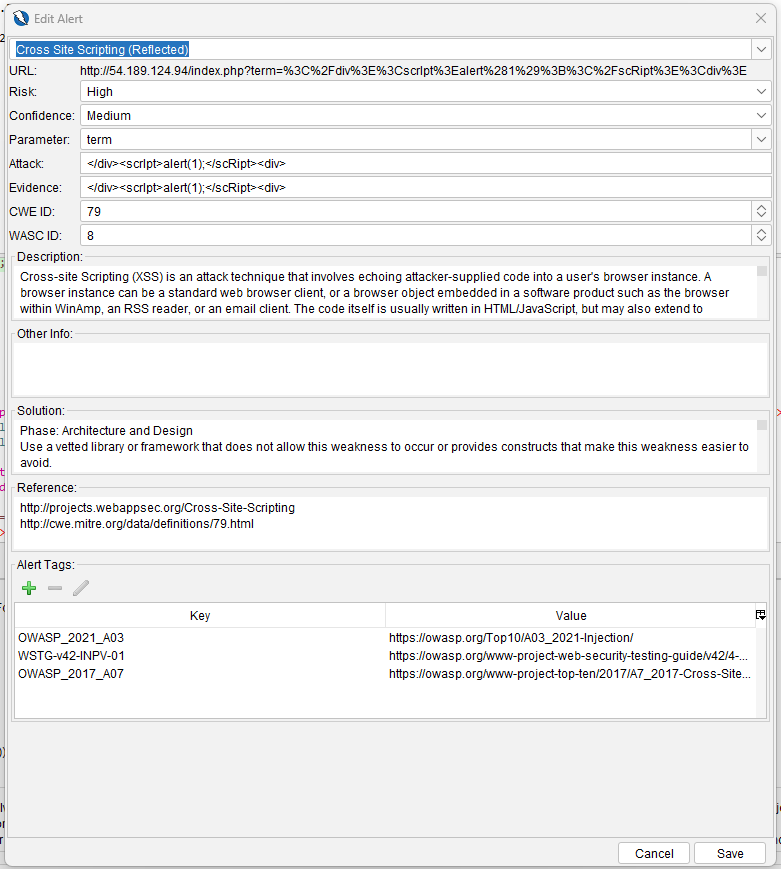 Edit Alert
Cross Site Scripting (Reflected)
URL: http://54.189.124.94/index.php?term=%3C%2Fdiv%3E%3CscrIpt%3Ealert%281%29%3B%3C%2FscRipt%3E%3Cdiv%3E
Risk: High
Confidence: Medium
Parameter: term
Attack: </div><scrIpt>alert(1);</scRipt><div>
Evidence: </div><scrIpt>alert(1);</scRipt><div>
CWE ID: 79
WASC ID: 8
Description:
Cross-site Scripting (XSS) is an attack technique that involves echoing attacker-supplied code into a user's browser instance. A
browser instance can be a standard web browser client, or a browser object embedded in a software product such as the browser
within WinAmp, an RSS reader, or an email client. The code itself is usually written in HTML/JavaScript, but may also extend to
Other Info:
Solution:
Phase: Architecture and Design
Use a vetted library or framework that does not allow this weakness to occur or provides constructs that make this weakness easier to
avoid.
Reference:
http://projects.webappsec.org/Cross-Site-Scripting
http://cwe.mitre.org/data/definitions/79.html
Alert Tags:
Key Value
OWASP_2021_A03 https://owasp.org/Top10/A03_2021-Injection/
WSTG-v42-INPV-01 https://owasp.org/www-project-web-security-testing-guide/v42/4-...
OWASP_2017_A07 https://owasp.org/www-project-top-ten/2017/A7_2017-Cross-Site...
Cancel Save